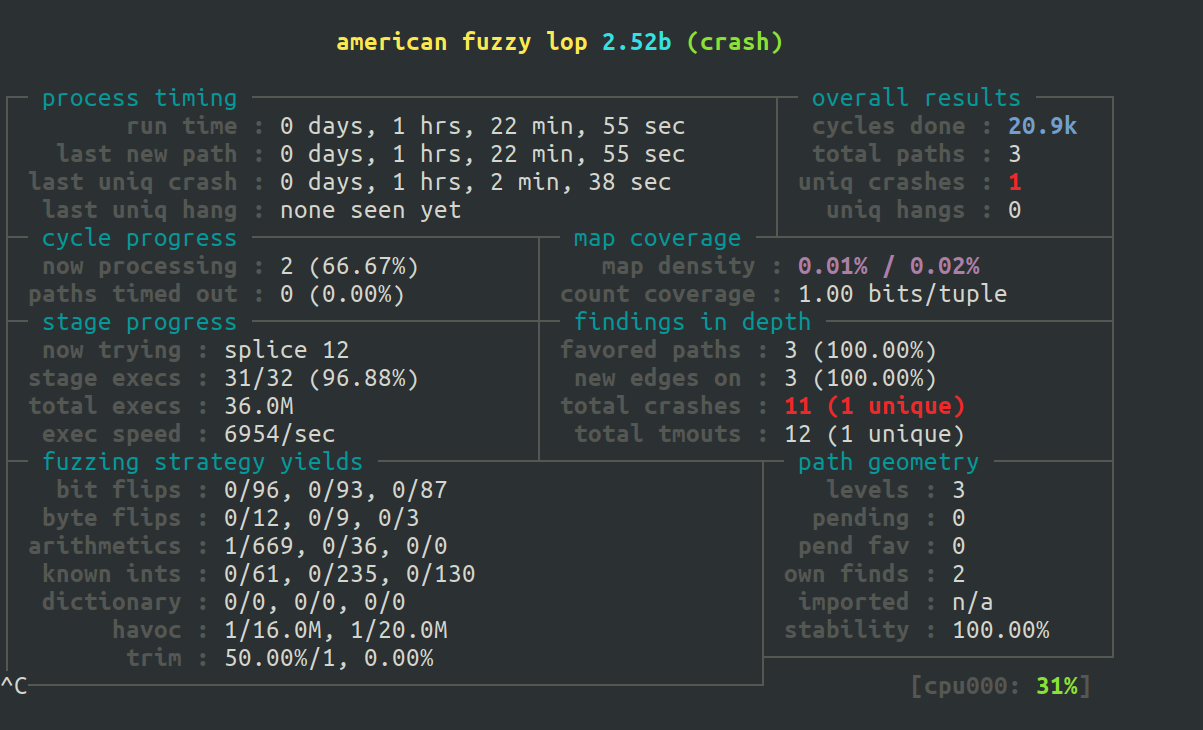 american fuzzy lop 2.52b (crash)
process timing overall results
run time : 0 days, 1 hrs, 22 min, 55 sec cycles done : 20.9k
last new path : 0 days, 1 hrs, 22 min, 55 sec total paths : 3
last uniq crash : 0 days, 1 hrs, 2 min, 38 sec uniq crashes : 1
last uniq hang : none seen yet uniq hangs : 0
cycle progress map coverage
now processing : 2 (66.67%) map density : 0.01% / 0.02%
paths timed out : 0 (0.00%) count coverage : 1.00 bits/tuple
stage progress findings in depth
now trying : splice 12 favored paths : 3 (100.00%)
stage execs : 31/32 (96.88%) new edges on : 3 (100.00%)
total execs : 36.0M total crashes : 11 (1 unique)
exec speed : 6954/sec total tmouts : 12 (1 unique)
fuzzing strategy yields path geometry
bit flips : 0/96, 0/93, 0/87 levels : 3
byte flips : 0/12, 0/9, 0/3 pending : 0
arithmetics : 1/669, 0/36, 0/0 pend fav : 0
known ints : 0/61, 0/235, 0/130 own finds : 2
dictionary : 0/0, 0/0, 0/0 imported : n/a
havoc : 1/16.0M, 1/20.0M stability : 100.00%
trim : 50.00%/1, 0.00%
^C [cpu000: 31%]